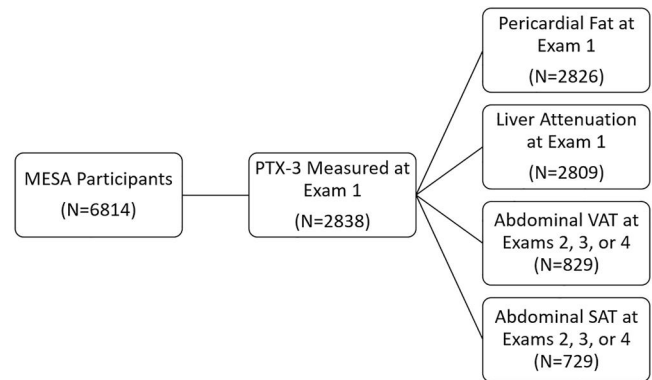 MESA Participants
(N=6814)
PTX-3 Measured at
Exam 1
(N=2838)
Pericardial Fat at
Exam 1
(N=2826)
Liver Attenuation
at Exam 1
(N=2809)
Abdominal VAT at
Exams 2, 3, or 4
(N=829)
Abdominal SAT at
Exams 2, 3, or 4
(N=729)